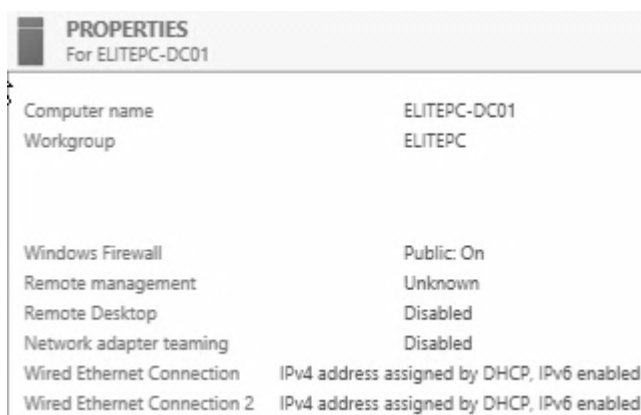 PROPERTIES
For ELITEPC-DC01
Computer name ELITEPC-DC01
Workgroup ELITEPC
Windows Firewall Public: On
Remote management Unknown
Remote Desktop Disabled
Network adapter teaming Disabled
Wired Ethernet Connection IPv4 address assigned by DHCP, IPv6 enabled
Wired Ethernet Connection 2 IPv4 address assigned by DHCP, IPv6 enabled